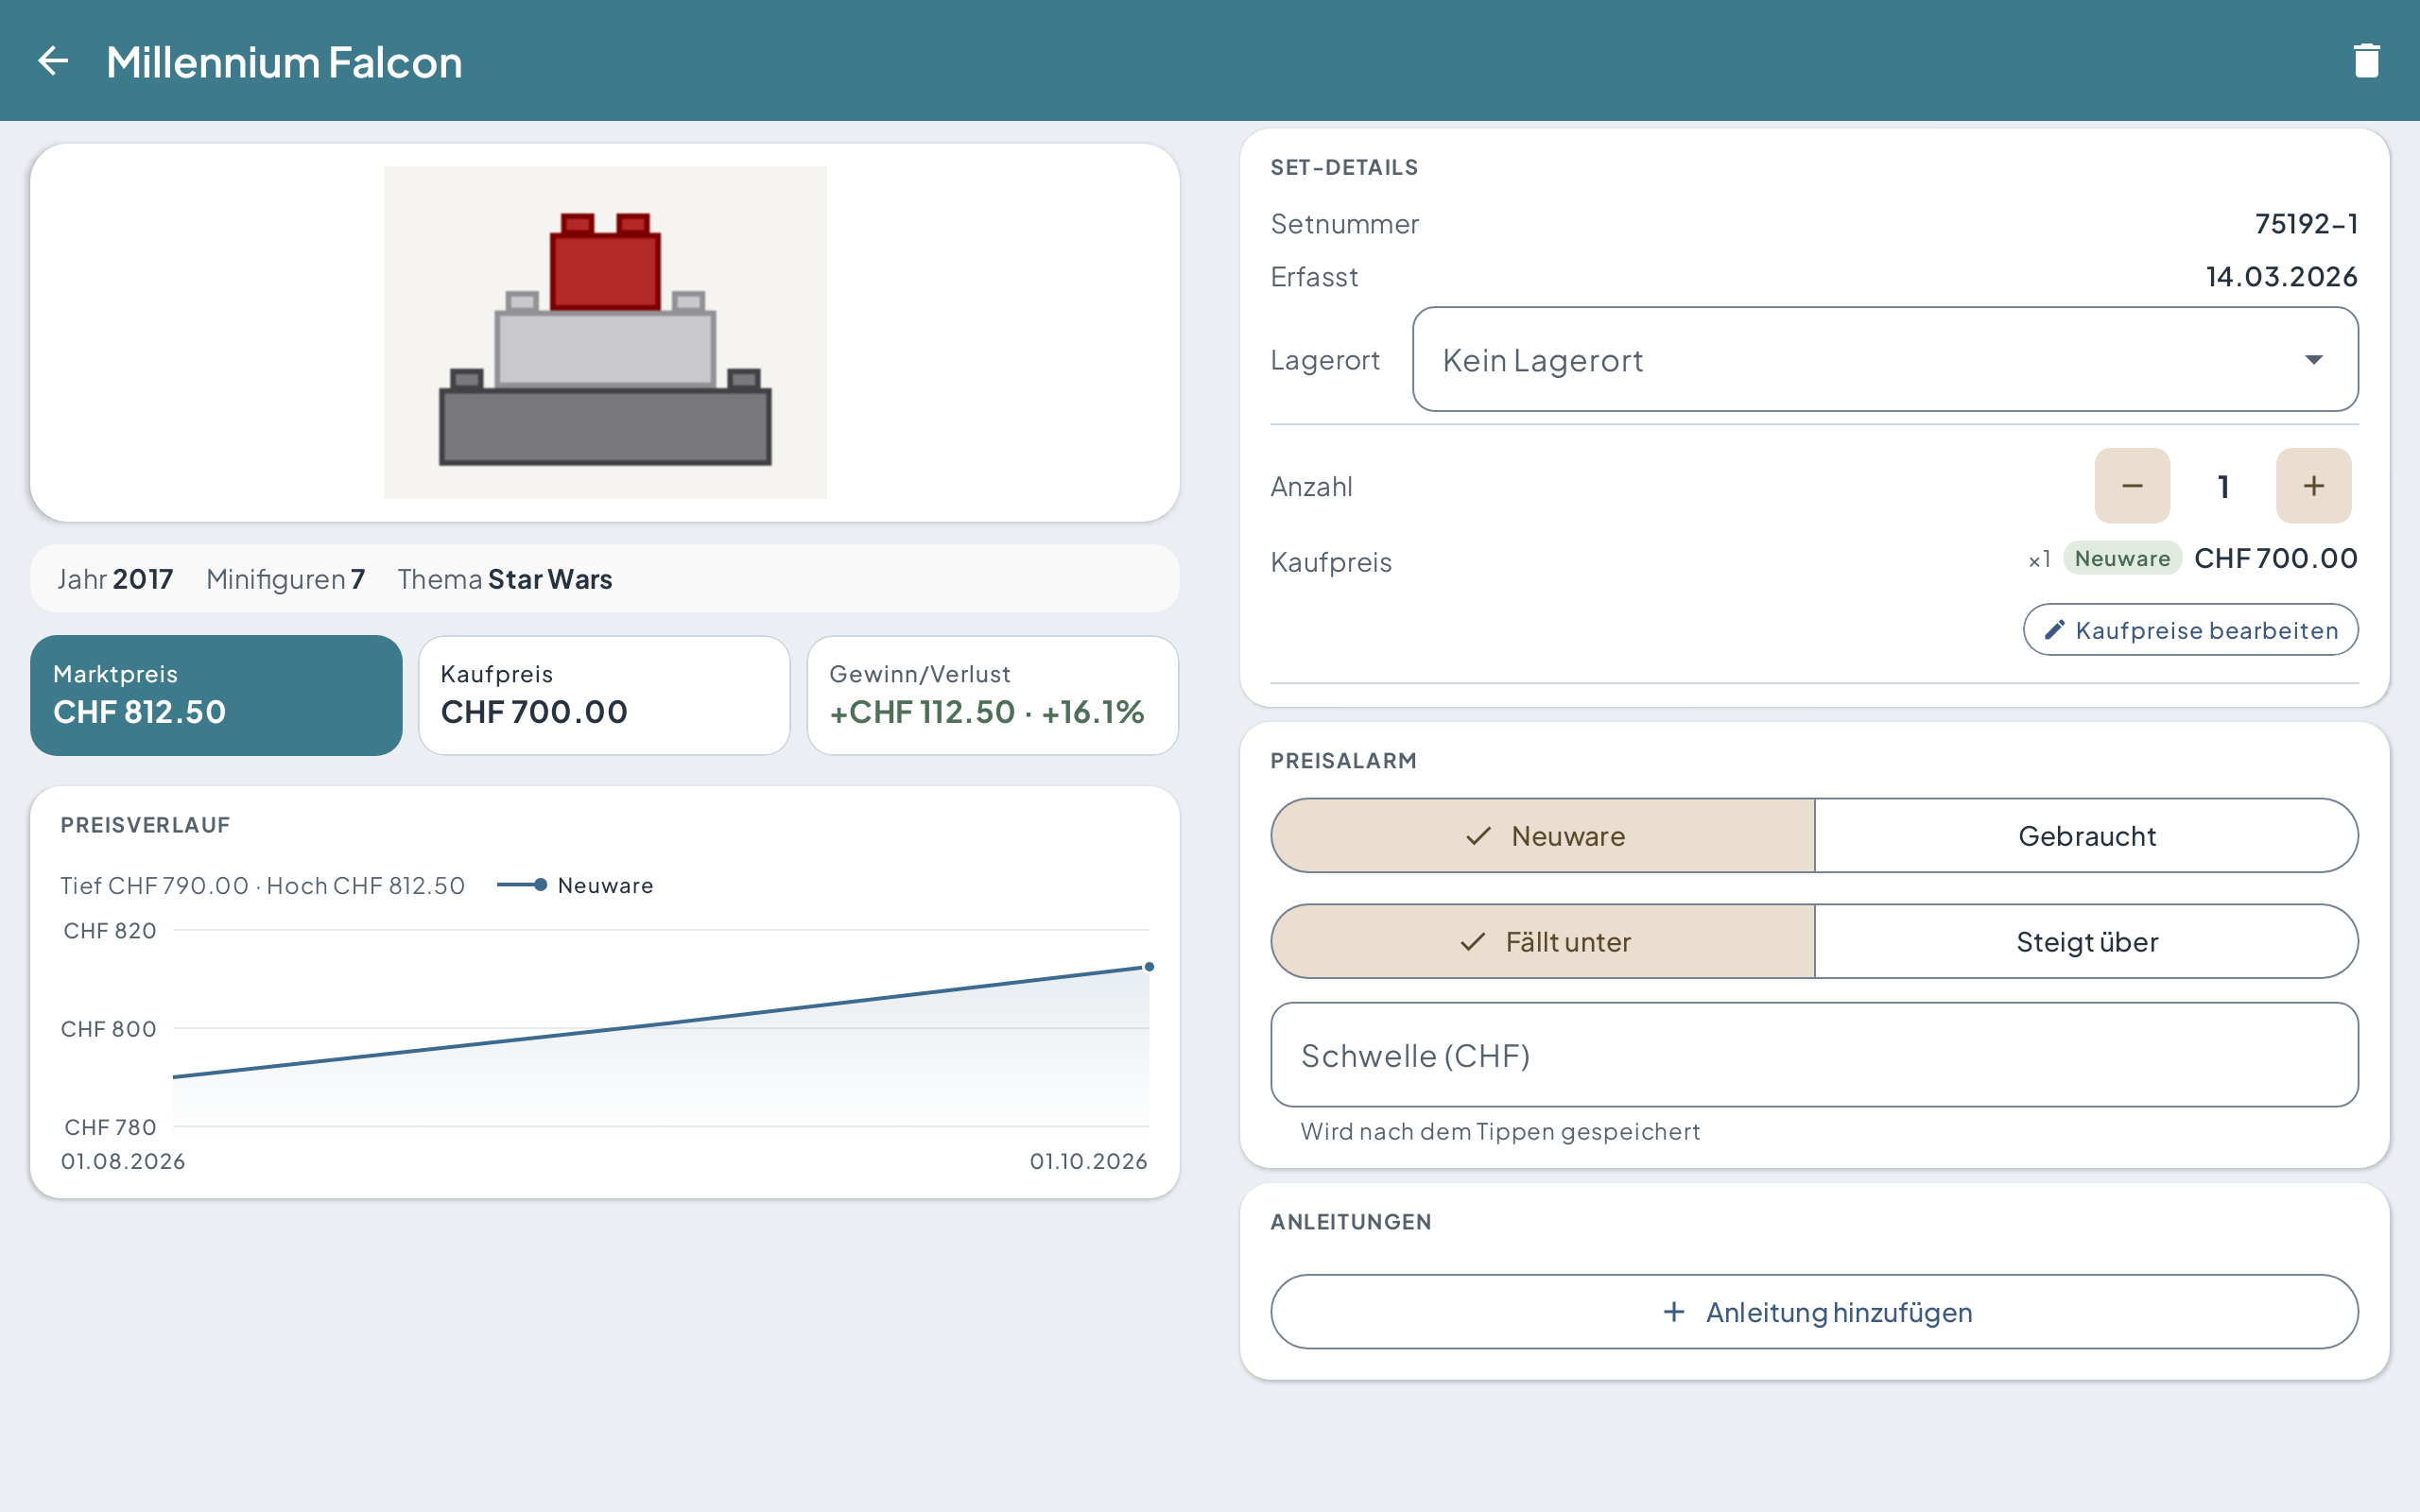 Millennium Falcon
Jahr 2017 Minifiguren 7 Thema Star Wars
Marktpreis
CHF 812.50
Kaufpreis
CHF 700.00
Gewinn/Verlust
+CHF 112.50 · +16.1%
PREISVERLAUF
Tief CHF 790.00 · Hoch CHF 812.50 Neuware
CHF 820
CHF 800
CHF 780
01.08.2026 01.10.2026
SET-DETAILS
Setnummer 75192-1
Erfasst 14.03.2026
Lagerort Kein Lagerort
Anzahl − 1 +
Kaufpreis ×1 Neuware CHF 700.00
Kaufpreise bearbeiten
PREISALARM
Neuware Gebraucht
Fällt unter Steigt über
Schwelle (CHF)
Wird nach dem Tippen gespeichert
ANLEITUNGEN
+ Anleitung hinzufügen